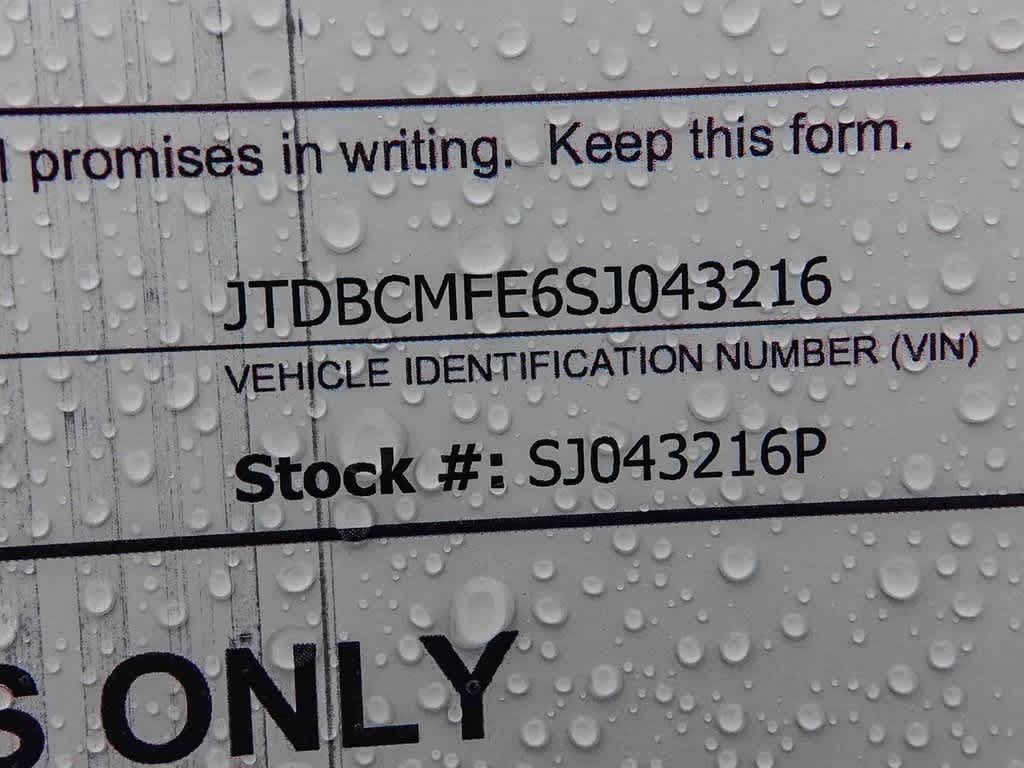 l promises in writing. Keep this form.
JTDBCMFE6SJ043216
VEHICLE IDENTIFICATION NUMBER (VIN)
Stock #: SJ043216P
S ONLY